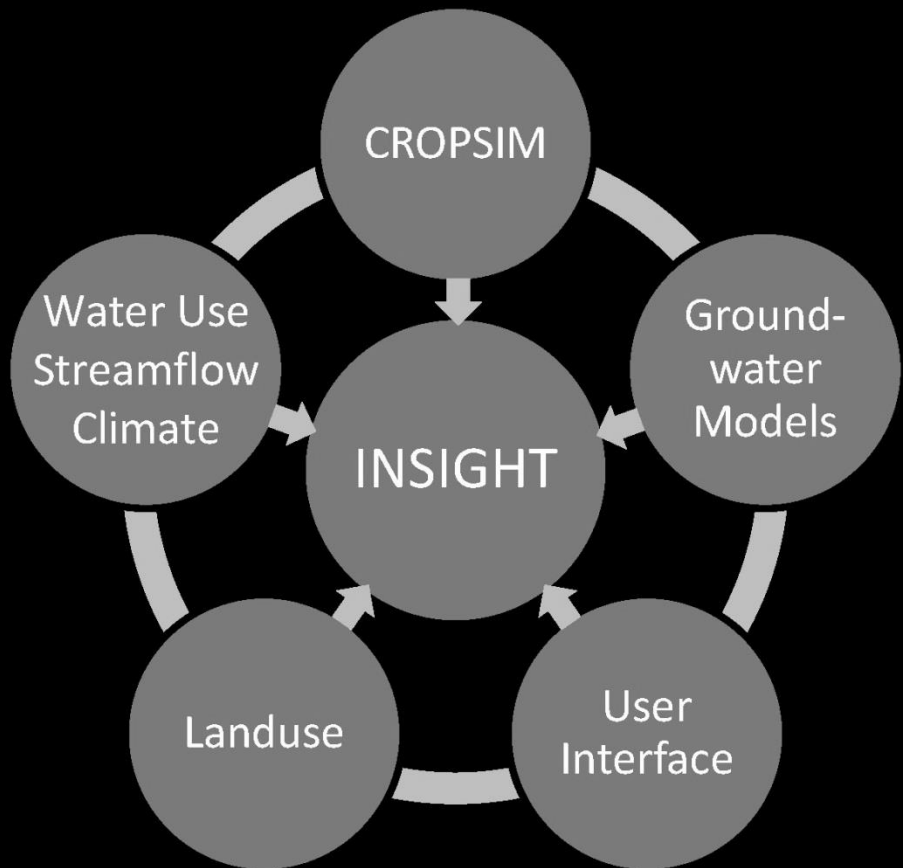 CROPSIM
Water Use
Streamflow
Climate
Ground-
water
Models
INSIGHT
Landuse
User
Interface